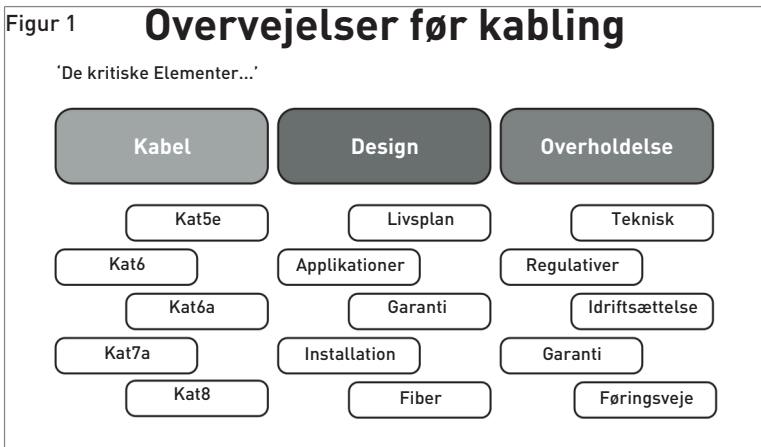 Figur 1
Overvejelser før kabling
‘De kritiske Elementer...’
Kabel
Design
Overholdelse
Kat5e
Livsplan
Teknisk
Kat6
Applikationer
Regulativer
Kat6a
Garanti
Idriftsættelse
Kat7a
Installation
Garanti
Kat8
Fiber
Føringsveje